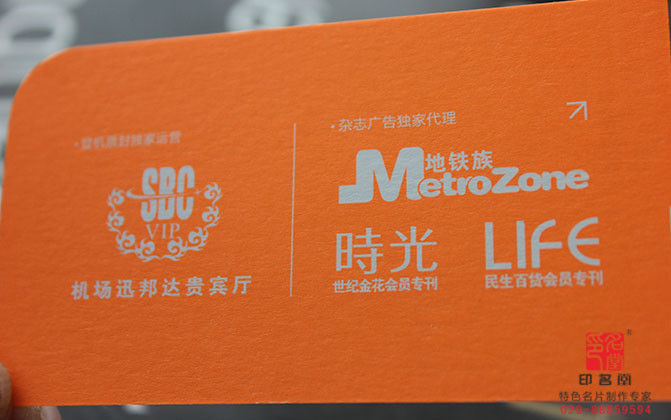 ·登机牌封独家运营
SBC
VIP
机场迅邦达贵宾厅
·杂志广告独家代理
地铁族
MetroZone
時光
世纪金花会员专刊
LIFE
民生百货会员专刊
印名阁
特色名片制作专家